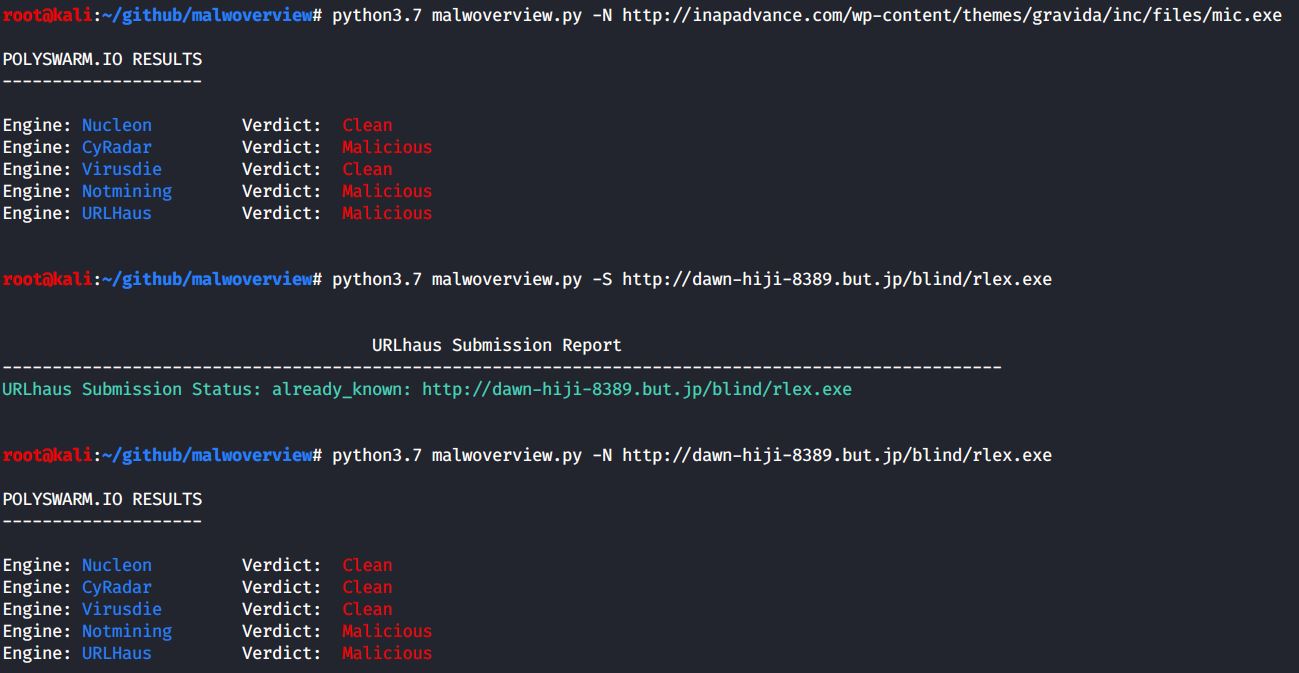 root@kali:~/github/malwoverview# python3.7 malwoverview.py -N http://inapadvance.com/wp-content/themes/gravida/inc/files/mic.exe
POLYSWARM.IO RESULTS
--------------------
Engine: Nucleon Verdict: Clean
Engine: CyRadar Verdict: Malicious
Engine: Virusdie Verdict: Clean
Engine: Notmining Verdict: Malicious
Engine: URLHaus Verdict: Malicious
root@kali:~/github/malwoverview# python3.7 malwoverview.py -S http://dawn-hiji-8389.but.jp/blind/rlex.exe
URLhaus Submission Report
----------------------------------------------------------------------------------------------------
URLhaus Submission Status: already_known: http://dawn-hiji-8389.but.jp/blind/rlex.exe
root@kali:~/github/malwoverview# python3.7 malwoverview.py -N http://dawn-hiji-8389.but.jp/blind/rlex.exe
POLYSWARM.IO RESULTS
--------------------
Engine: Nucleon Verdict: Clean
Engine: CyRadar Verdict: Clean
Engine: Virusdie Verdict: Clean
Engine: Notmining Verdict: Malicious
Engine: URLHaus Verdict: Malicious